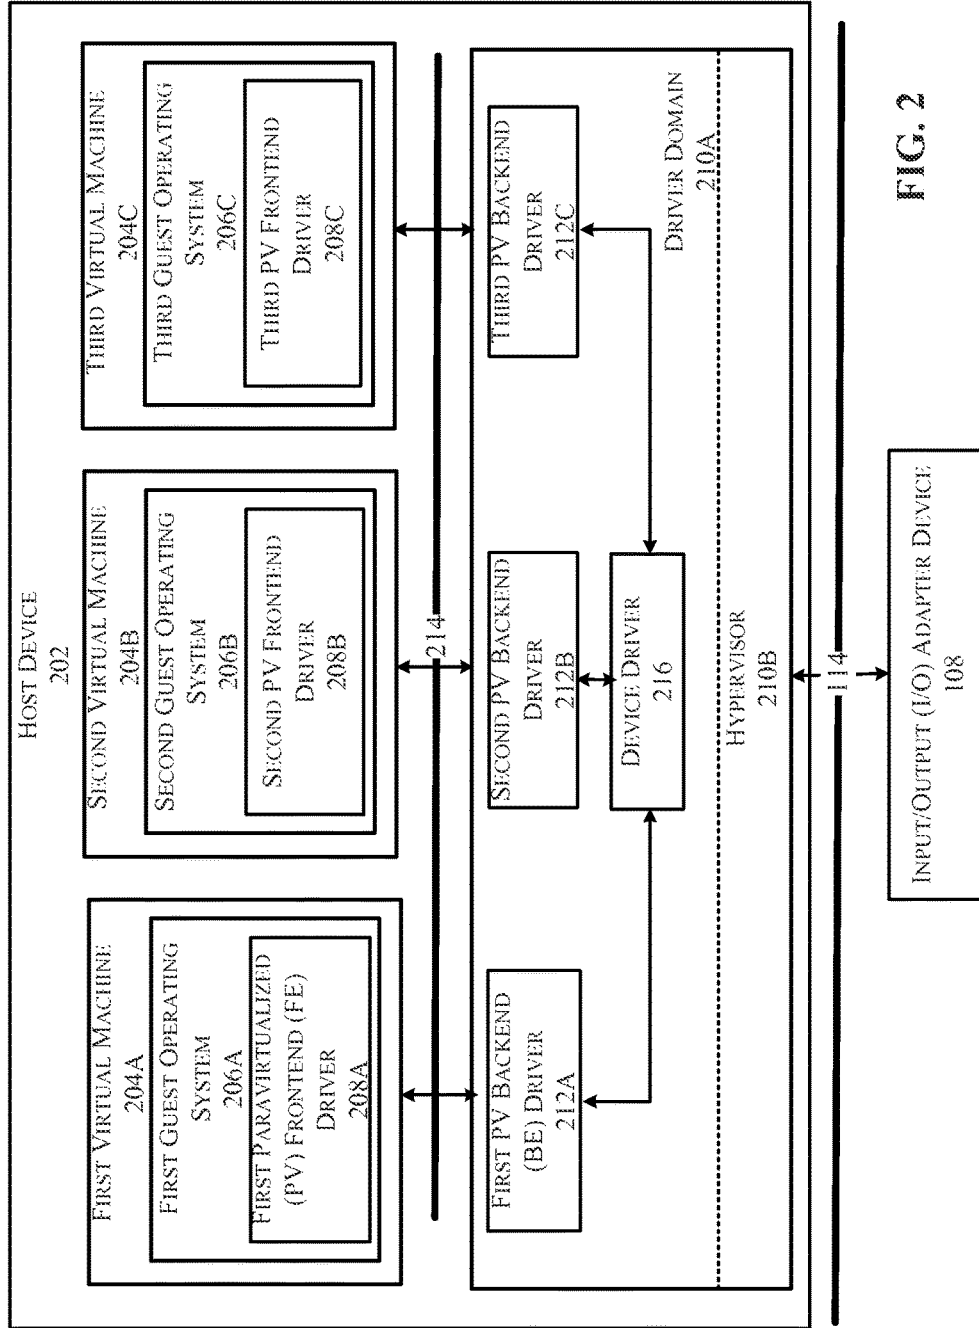 HOST DEVICE
202
FIRST VIRTUAL MACHINE
204A
FIRST GUEST OPERATING
SYSTEM
206A
FIRST PARAVIRTUALIZED
(PV) FRONTEND (FE)
DRIVER
208A
SECOND VIRTUAL MACHINE
204B
SECOND GUEST OPERATING
SYSTEM
206B
SECOND PV FRONTEND
DRIVER
208B
THIRD VIRTUAL MACHINE
204C
THIRD GUEST OPERATING
SYSTEM
206C
THIRD PV FRONTEND
DRIVER
208C
214
FIRST PV BACKEND
(BE) DRIVER
212A
SECOND PV BACKEND
DRIVER
212B
THIRD PV BACKEND
DRIVER
212C
DEVICE DRIVER
216
DRIVER DOMAIN
210A
HYPERVISOR
210B
114
INPUT/OUTPUT (I/O) ADAPTER DEVICE
108
FIG. 2